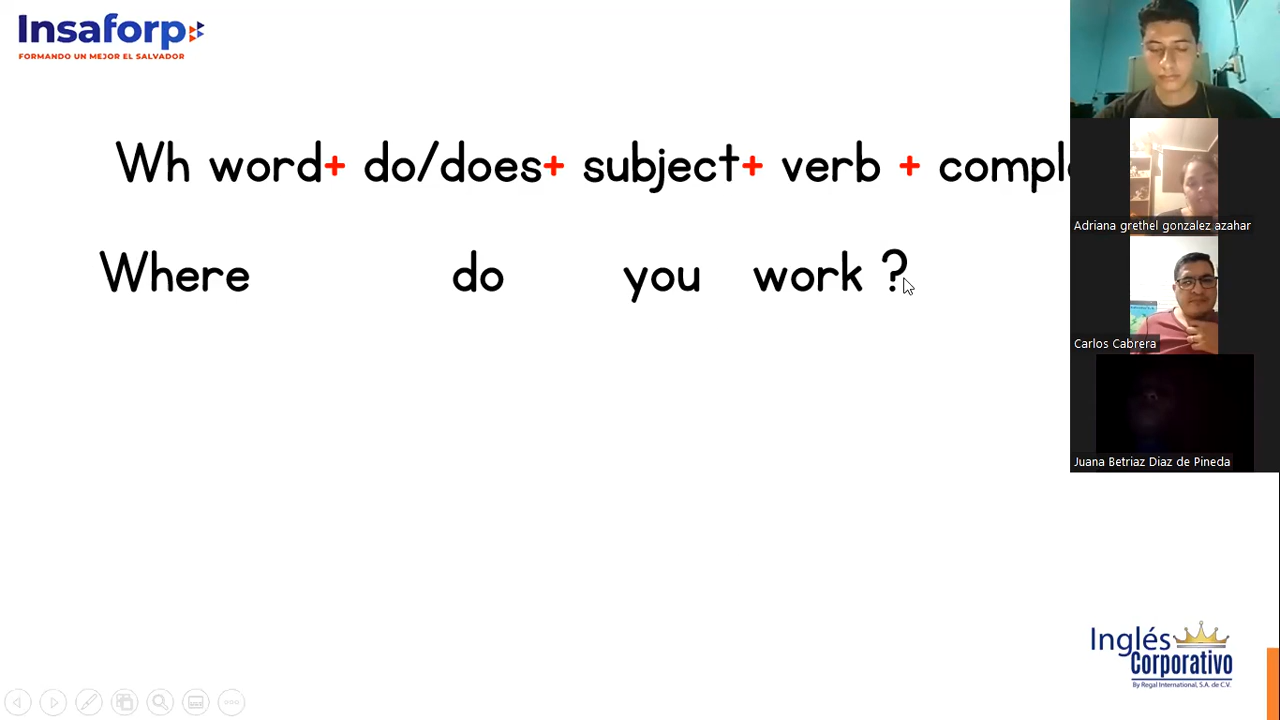 Insaforp
FORMANDO UN MEJOR EL SALVADOR
Wh word+ do/does+ subject+ verb + comple
Where do you work ?
Adriana grethel gonzalez azahar
Carlos Cabrera
Juana Betriaz Diaz de Pineda
Inglés
Corporativo
By Regal International, S.A. de C.V.